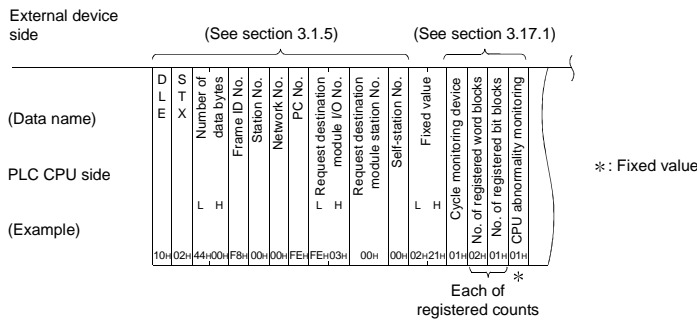 External device
side
(See section 3.1.5)
(See section 3.17.1)
(Data name)
D
L
E
S
T
X
Number of
data bytes
Frame ID No.
Station No.
Network No.
PC No.
Request destination
module I/O No.
Request destination
module station No.
Self-station No.
Fixed value
Cycle monitoring device
No. of registered word blocks
No. of registered bit blocks
CPU abnormality monitoring
PLC CPU side
L H L H L H
(Example)
10H 02H 44H 00H F8H 00H 00H FEH FEH 03H 00H 00H 02H 21H 01H 02H 01H 01H
*
Each of
registered counts
*: Fixed value